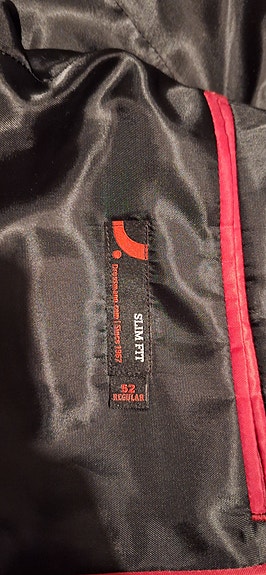 SLIM FIT
Dressmann.com | Since 1967
52
REGULAR